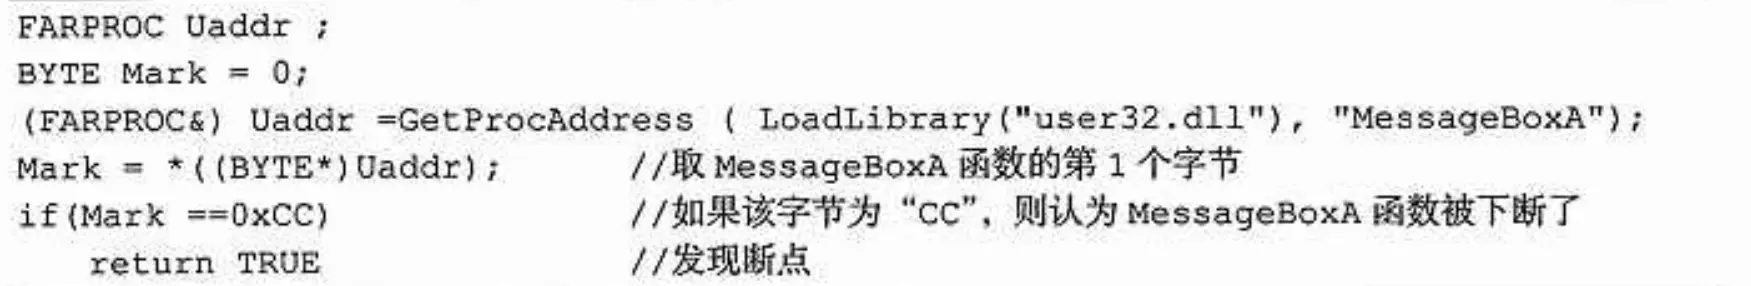 FARPROC Uaddr ;
BYTE Mark = 0;
(FARPROC&) Uaddr =GetProcAddress ( LoadLibrary("user32.dll"), "MessageBoxA");
Mark = *((BYTE*)Uaddr); //取 MessageBoxA 函数的第 1 个字节
if(Mark ==0xCC) //如果该字节为“CC”，则认为 MessageBoxA 函数被下断了
return TRUE //发现断点